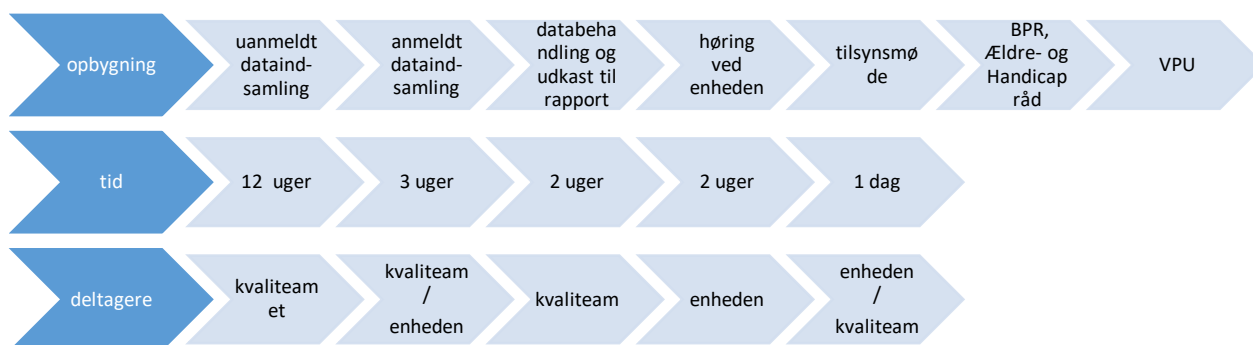 opbygning
uanmeldt
dataind-
samling
anmeldt
dataind-
samling
databeha
ndling og
udkast til
rapport
høring
ved
enheden
tilsynsmø
de
BPR,
Ældre- og
Handicap
råd
VPU
tid
12  uger
3 uger
2 uger
2 uger
1 dag
deltagere
kvaliteam
et
kvaliteam
/
enheden
kvaliteam
enheden
enheden
/
kvaliteam